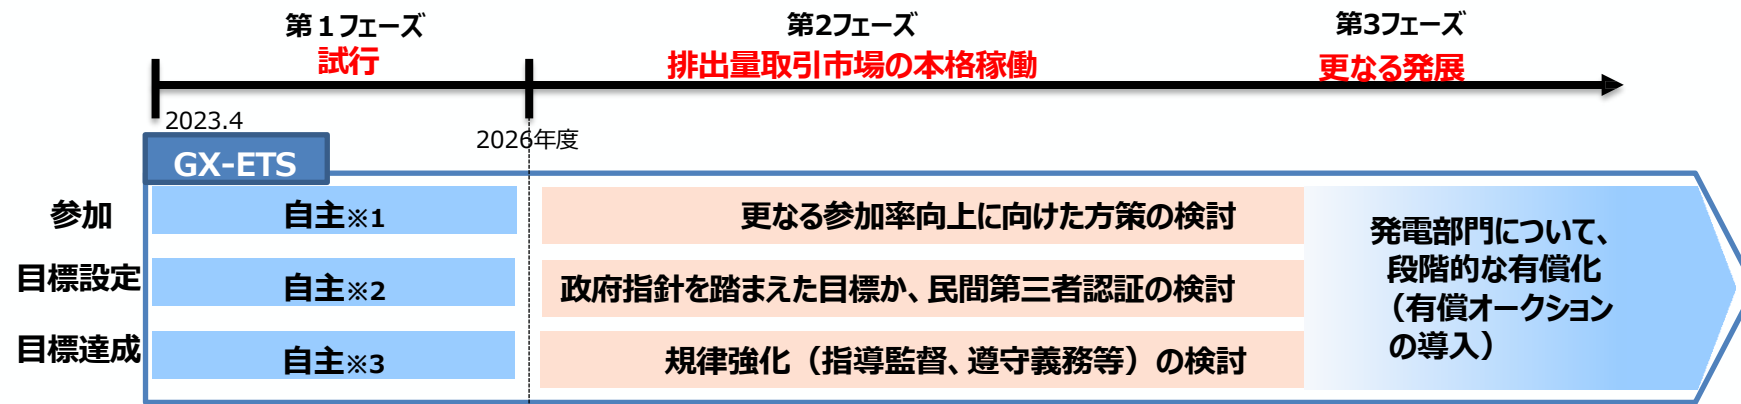 第１フェーズ
試行
第2フェーズ
排出量取引市場の本格稼働
第3フェーズ
更なる発展
2023.4
2026年度
GX-ETS
参加
自主※1
更なる参加率向上に向けた方策の検討
目標設定
自主※2
政府指針を踏まえた目標か、民間第三者認証の検討
目標達成
自主※3
規律強化（指導監督、遵守義務等）の検討
発電部門について、
段階的な有償化
（有償オークション
の導入）